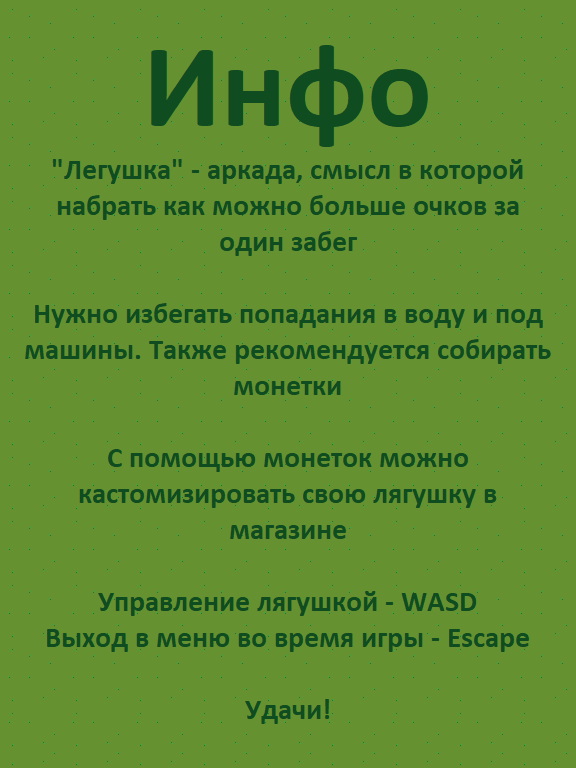 Инфо
"Легушка" - аркада, смысл в которой
набрать как можно больше очков за
один забег
Нужно избегать попадания в воду и под
машины. Также рекомендуется собирать
монетки
С помощью монеток можно
кастомизировать свою лягушку в
магазине
Управление лягушкой - WASD
Выход в меню во время игры - Escape
Удачи!